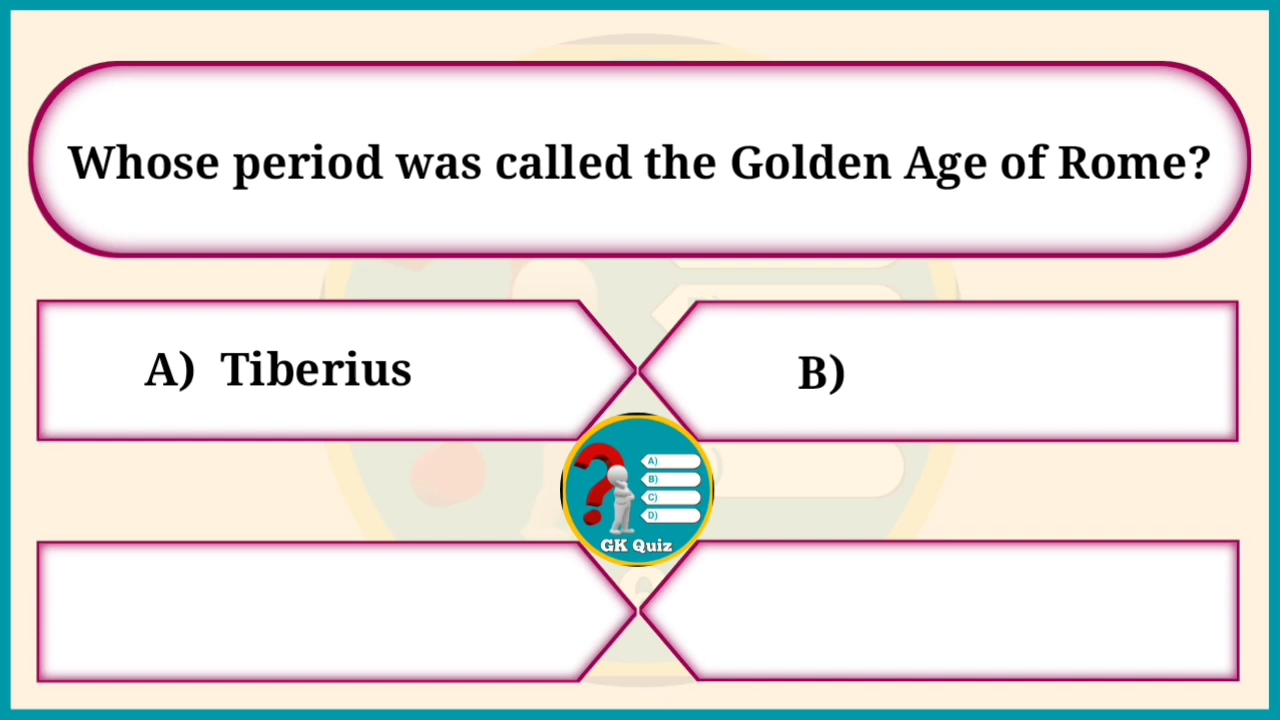 Whose period was called the Golden Age of Rome?
A) Tiberius
B)
A)
B)
C)
D)
GK Quiz